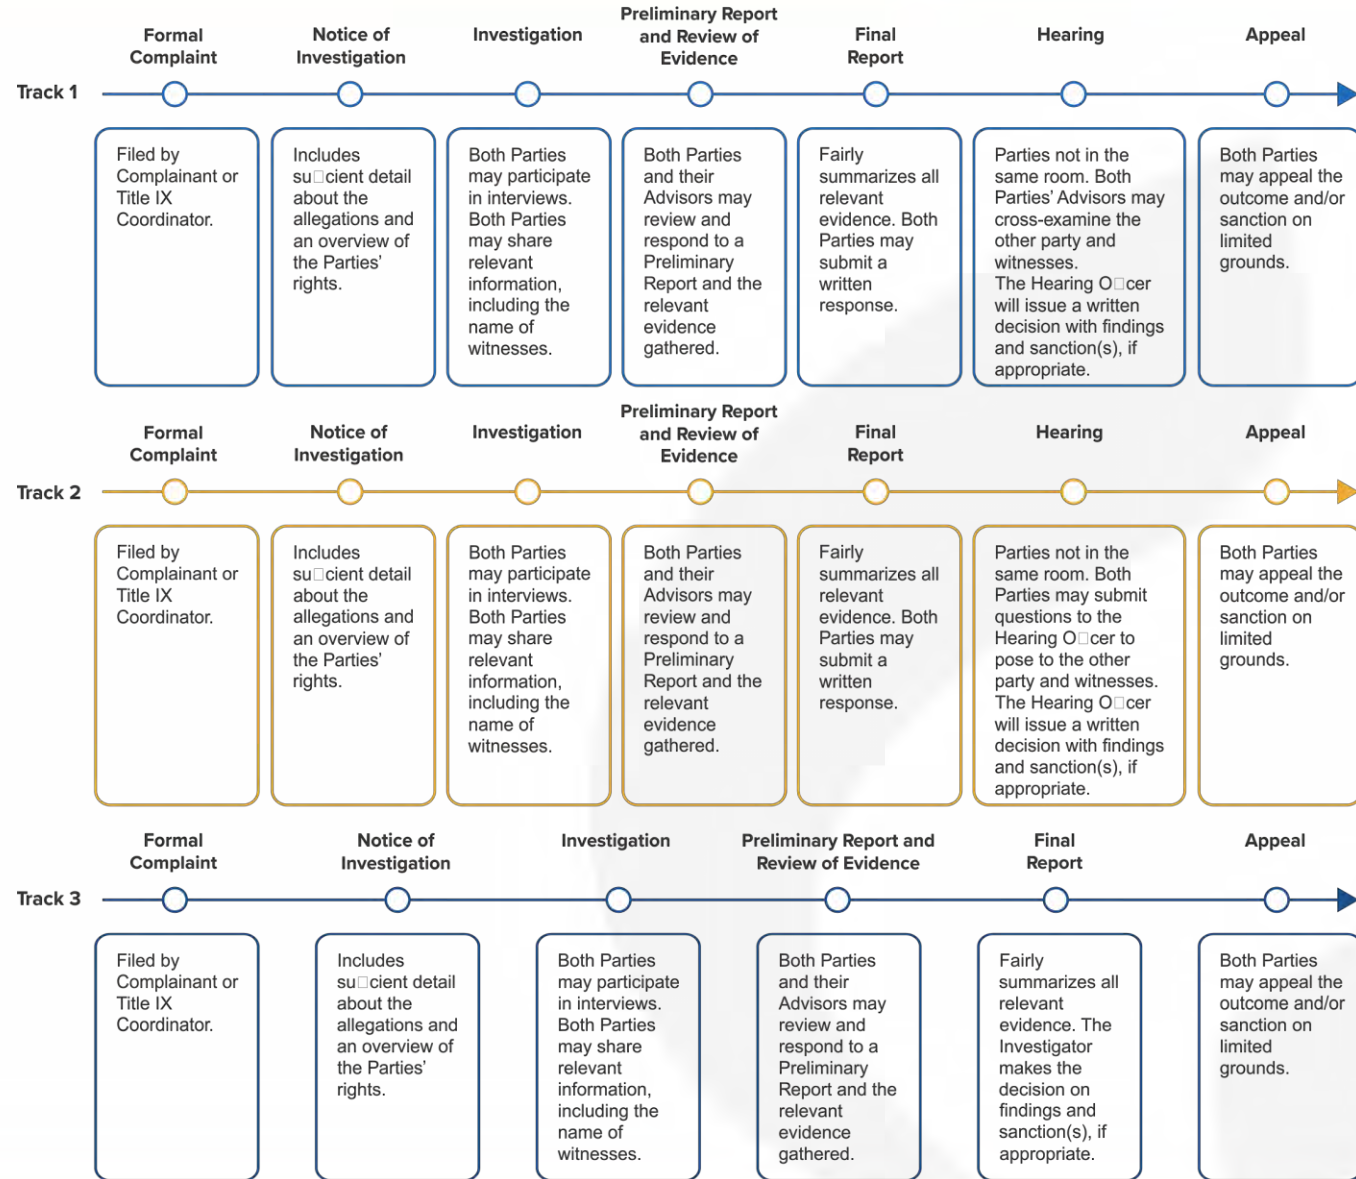 Formal
Complaint
Notice of
Investigation
Investigation
Preliminary Report
and Review of
Evidence
Final
Report
Hearing
Appeal
Track 1
Filed by
Complainant or
Title IX
Coordinator.
Includes
su□cient detail
about the
allegations and
an overview of
the Parties'
rights.
Both Parties
may participate
in interviews.
Both Parties
may share
relevant
information,
including the
name of
witnesses.
Both Parties
and their
Advisors may
review and
respond to a
Preliminary
Report and the
relevant
evidence
gathered.
Fairly
summarizes all
relevant
evidence. Both
Parties may
submit a
written
response.
Parties not in the
same room. Both
Parties' Advisors may
cross-examine the
other party and
witnesses.
The Hearing O□cer
will issue a written
decision with findings
and sanction(s), if
appropriate.
Both Parties
may appeal the
outcome and/or
sanction on
limited
grounds.
Formal
Complaint
Notice of
Investigation
Investigation
Preliminary Report
and Review of
Evidence
Final
Report
Hearing
Appeal
Track 2
Filed by
Complainant or
Title IX
Coordinator.
Includes
su□cient detail
about the
allegations and
an overview of
the Parties'
rights.
Both Parties
may participate
in interviews.
Both Parties
may share
relevant
information,
including the
name of
witnesses.
Both Parties
and their
Advisors may
review and
respond to a
Preliminary
Report and the
relevant
evidence
gathered.
Fairly
summarizes all
relevant
evidence. Both
Parties may
submit a
written
response.
Parties not in the
same room. Both
Parties may submit
questions to the
Hearing O□cer to
pose to the other
party and witnesses.
The Hearing O□cer
will issue a written
decision with findings
and sanction(s), if
appropriate.
Both Parties
may appeal the
outcome and/or
sanction on
limited
grounds.
Formal
Complaint
Notice of
Investigation
Investigation
Preliminary Report and
Review of Evidence
Final
Report
Appeal
Track 3
Filed by
Complainant or
Title IX
Coordinator.
Includes
su□cient detail
about the
allegations and
an overview of
the Parties'
rights.
Both Parties
may participate
in interviews.
Both Parties
may share
relevant
information,
including the
name of
witnesses.
Both Parties
and their
Advisors may
review and
respond to a
Preliminary
Report and the
relevant
evidence
gathered.
Fairly
summarizes all
relevant
evidence. The
Investigator
makes the
decision on
findings and
sanction(s), if
appropriate.
Both Parties
may appeal the
outcome and/or
sanction on
limited
grounds.